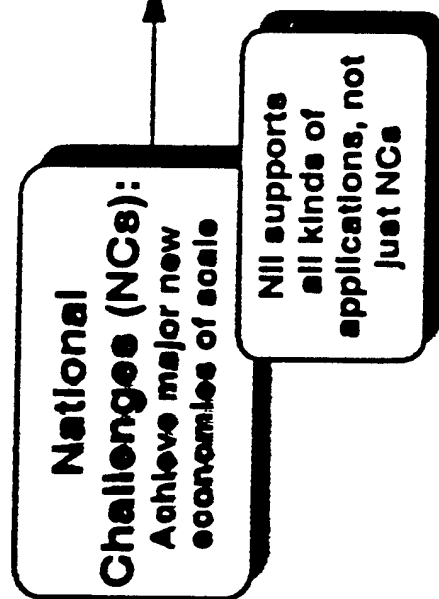 National
Challenges (NCs):
Achieve major new
economies of scale
NII supports
all kinds of
applications, not
just NCs